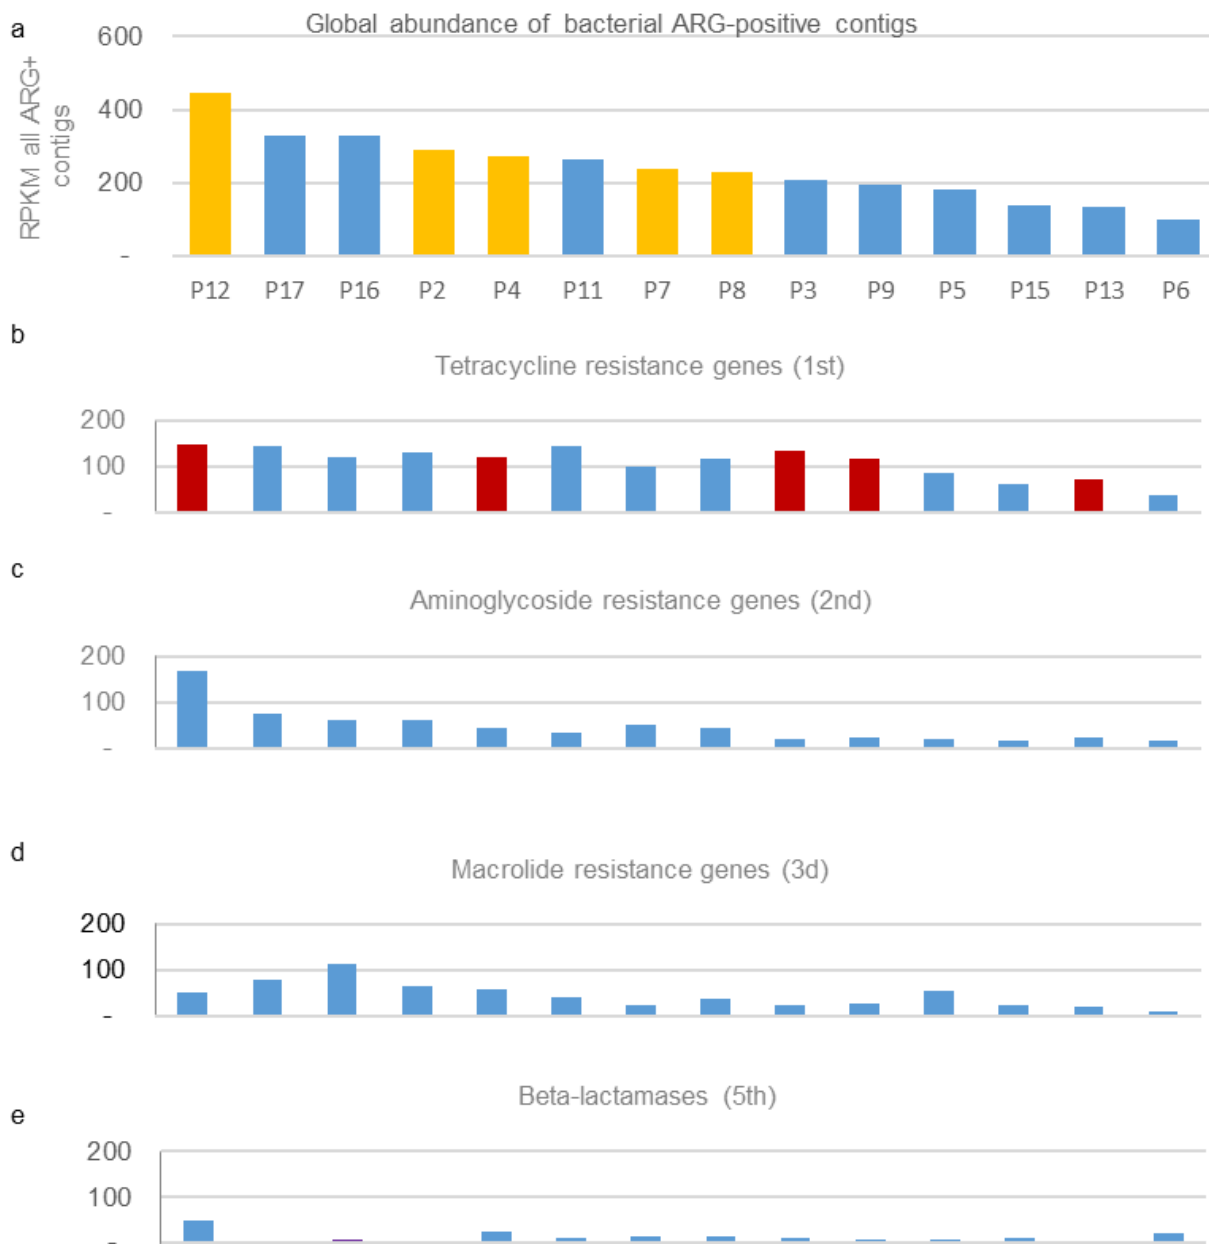 a
Global abundance of bacterial ARG-positive contigs
RPKM all ARG+
contigs
600
400
200
-
P12 P17 P16 P2 P4 P11 P7 P8 P3 P9 P5 P15 P13 P6
b
Tetracycline resistance genes (1st)
200
100
-
c
Aminoglycoside resistance genes (2nd)
200
100
-
d
Macrolide resistance genes (3d)
200
100
-
e
Beta-lactamases (5th)
200
100
-